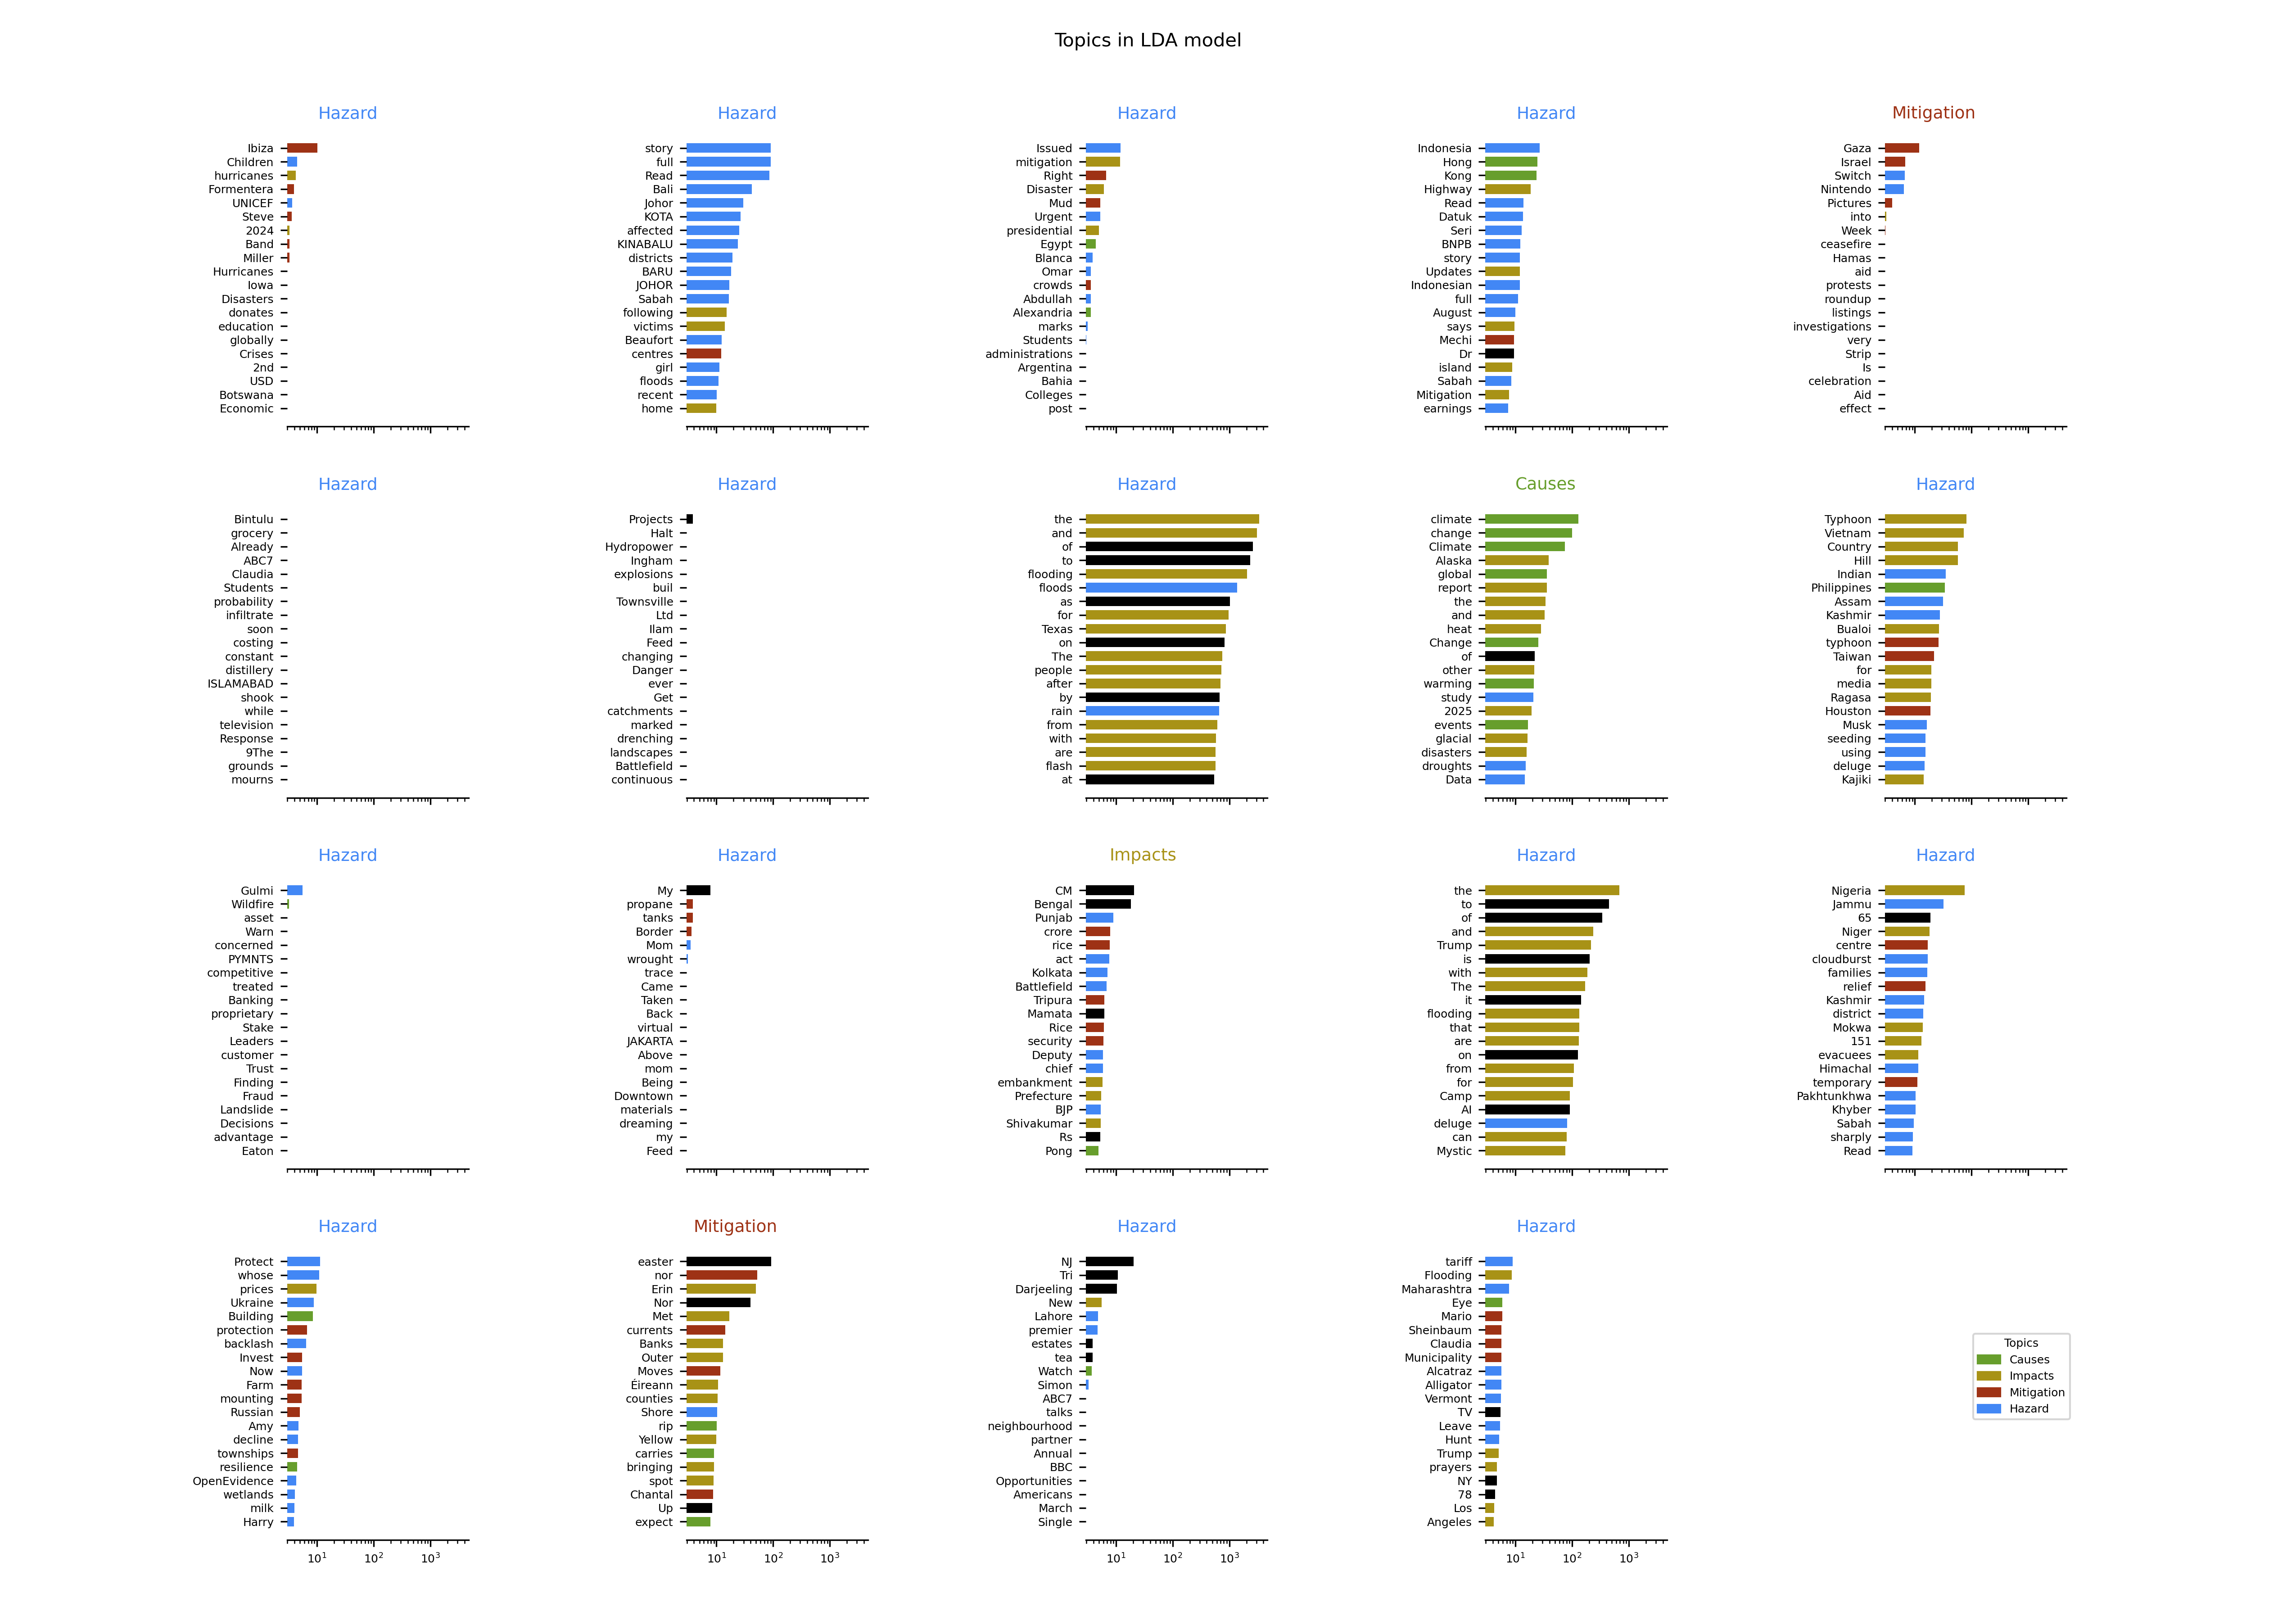 Topics in LDA model
Hazard
Ibiza
Children
hurricanes
Formentera
UNICEF
Steve
2024
Band
Miller
Hurricanes
Iowa
Disasters
donates
education
globally
Crises
2nd
USD
Botswana
Economic
Hazard
story
full
Read
Bali
Johor
KOTA
affected
KINABALU
districts
BARU
JOHOR
Sabah
following
victims
Beaufort
centres
girl
floods
recent
home
Hazard
Issued
mitigation
Right
Disaster
Mud
Urgent
presidential
Egypt
Blanca
Omar
crowds
Abdullah
Alexandria
marks
Students
administrations
Argentina
Bahia
Colleges
post
Hazard
Indonesia
Hong
Kong
Highway
Read
Datuk
Seri
BNPB
story
Updates
Indonesian
full
August
says
Mechi
Dr
island
Sabah
Mitigation
earnings
Mitigation
Gaza
Israel
Switch
Nintendo
Pictures
into
Week
ceasefire
Hamas
aid
protests
roundup
listings
investigations
very
Strip
Is
celebration
Aid
effect
Hazard
Bintulu
grocery
Already
ABC7
Claudia
Students
probability
infiltrate
soon
costing
constant
distillery
ISLAMABAD
shook
while
television
Response
9The
grounds
mourns
Hazard
Projects
Halt
Hydropower
Ingham
explosions
buil
Townsville
Ltd
Ilam
Feed
changing
Danger
ever
Get
catchments
marked
drenching
landscapes
Battlefield
continuous
Hazard
the
and
of
to
flooding
floods
as
for
Texas
on
The
people
after
by
rain
from
with
are
flash
at
Causes
climate
change
Climate
Alaska
global
report
the
and
heat
Change
of
other
warming
study
2025
events
glacial
disasters
droughts
Data
Hazard
Typhoon
Vietnam
Country
Hill
Indian
Philippines
Assam
Kashmir
Bualoi
typhoon
Taiwan
for
media
Ragasa
Houston
Musk
seeding
using
deluge
Kajiki
Hazard
Gulmi
Wildfire
asset
Warn
concerned
PYMNTS
competitive
treated
Banking
proprietary
Stake
Leaders
customer
Trust
Finding
Fraud
Landslide
Decisions
advantage
Eaton
Hazard
My
propane
tanks
Border
Mom
wrought
trace
Came
Taken
Back
virtual
JAKARTA
Above
mom
Being
Downtown
materials
dreaming
my
Feed
Impacts
CM
Bengal
Punjab
crore
rice
act
Kolkata
Battlefield
Tripura
Mamata
Rice
security
Deputy
chief
embankment
Prefecture
BJP
Shivakumar
Rs
Pong
Hazard
the
to
of
and
Trump
is
with
The
it
flooding
that
are
on
from
for
Camp
AI
deluge
can
Mystic
Hazard
Nigeria
Jammu
65
Niger
centre
cloudburst
families
relief
Kashmir
district
Mokwa
151
evacuees
Himachal
temporary
Pakhtunkhwa
Khyber
Sabah
sharply
Read
Hazard
Protect
whose
prices
Ukraine
Building
protection
backlash
Invest
Now
Farm
mounting
Russian
Amy
decline
townships
resilience
OpenEvidence
wetlands
milk
Harry
10¹ 10² 10³
Mitigation
easter
nor
Erin
Nor
Met
currents
Banks
Outer
Moves
Éireann
counties
Shore
rip
Yellow
carries
bringing
spot
Chantal
Up
expect
10¹ 10² 10³
Hazard
NJ
Tri
Darjeeling
New
Lahore
premier
estates
tea
Watch
Simon
ABC7
talks
neighbourhood
partner
Annual
BBC
Opportunities
Americans
March
Single
10¹ 10² 10³
Hazard
tariff
Flooding
Maharashtra
Eye
Mario
Sheinbaum
Claudia
Municipality
Alcatraz
Alligator
Vermont
TV
Leave
Hunt
Trump
prayers
NY
78
Los
Angeles
10¹ 10² 10³
Topics
Causes
Impacts
Mitigation
Hazard